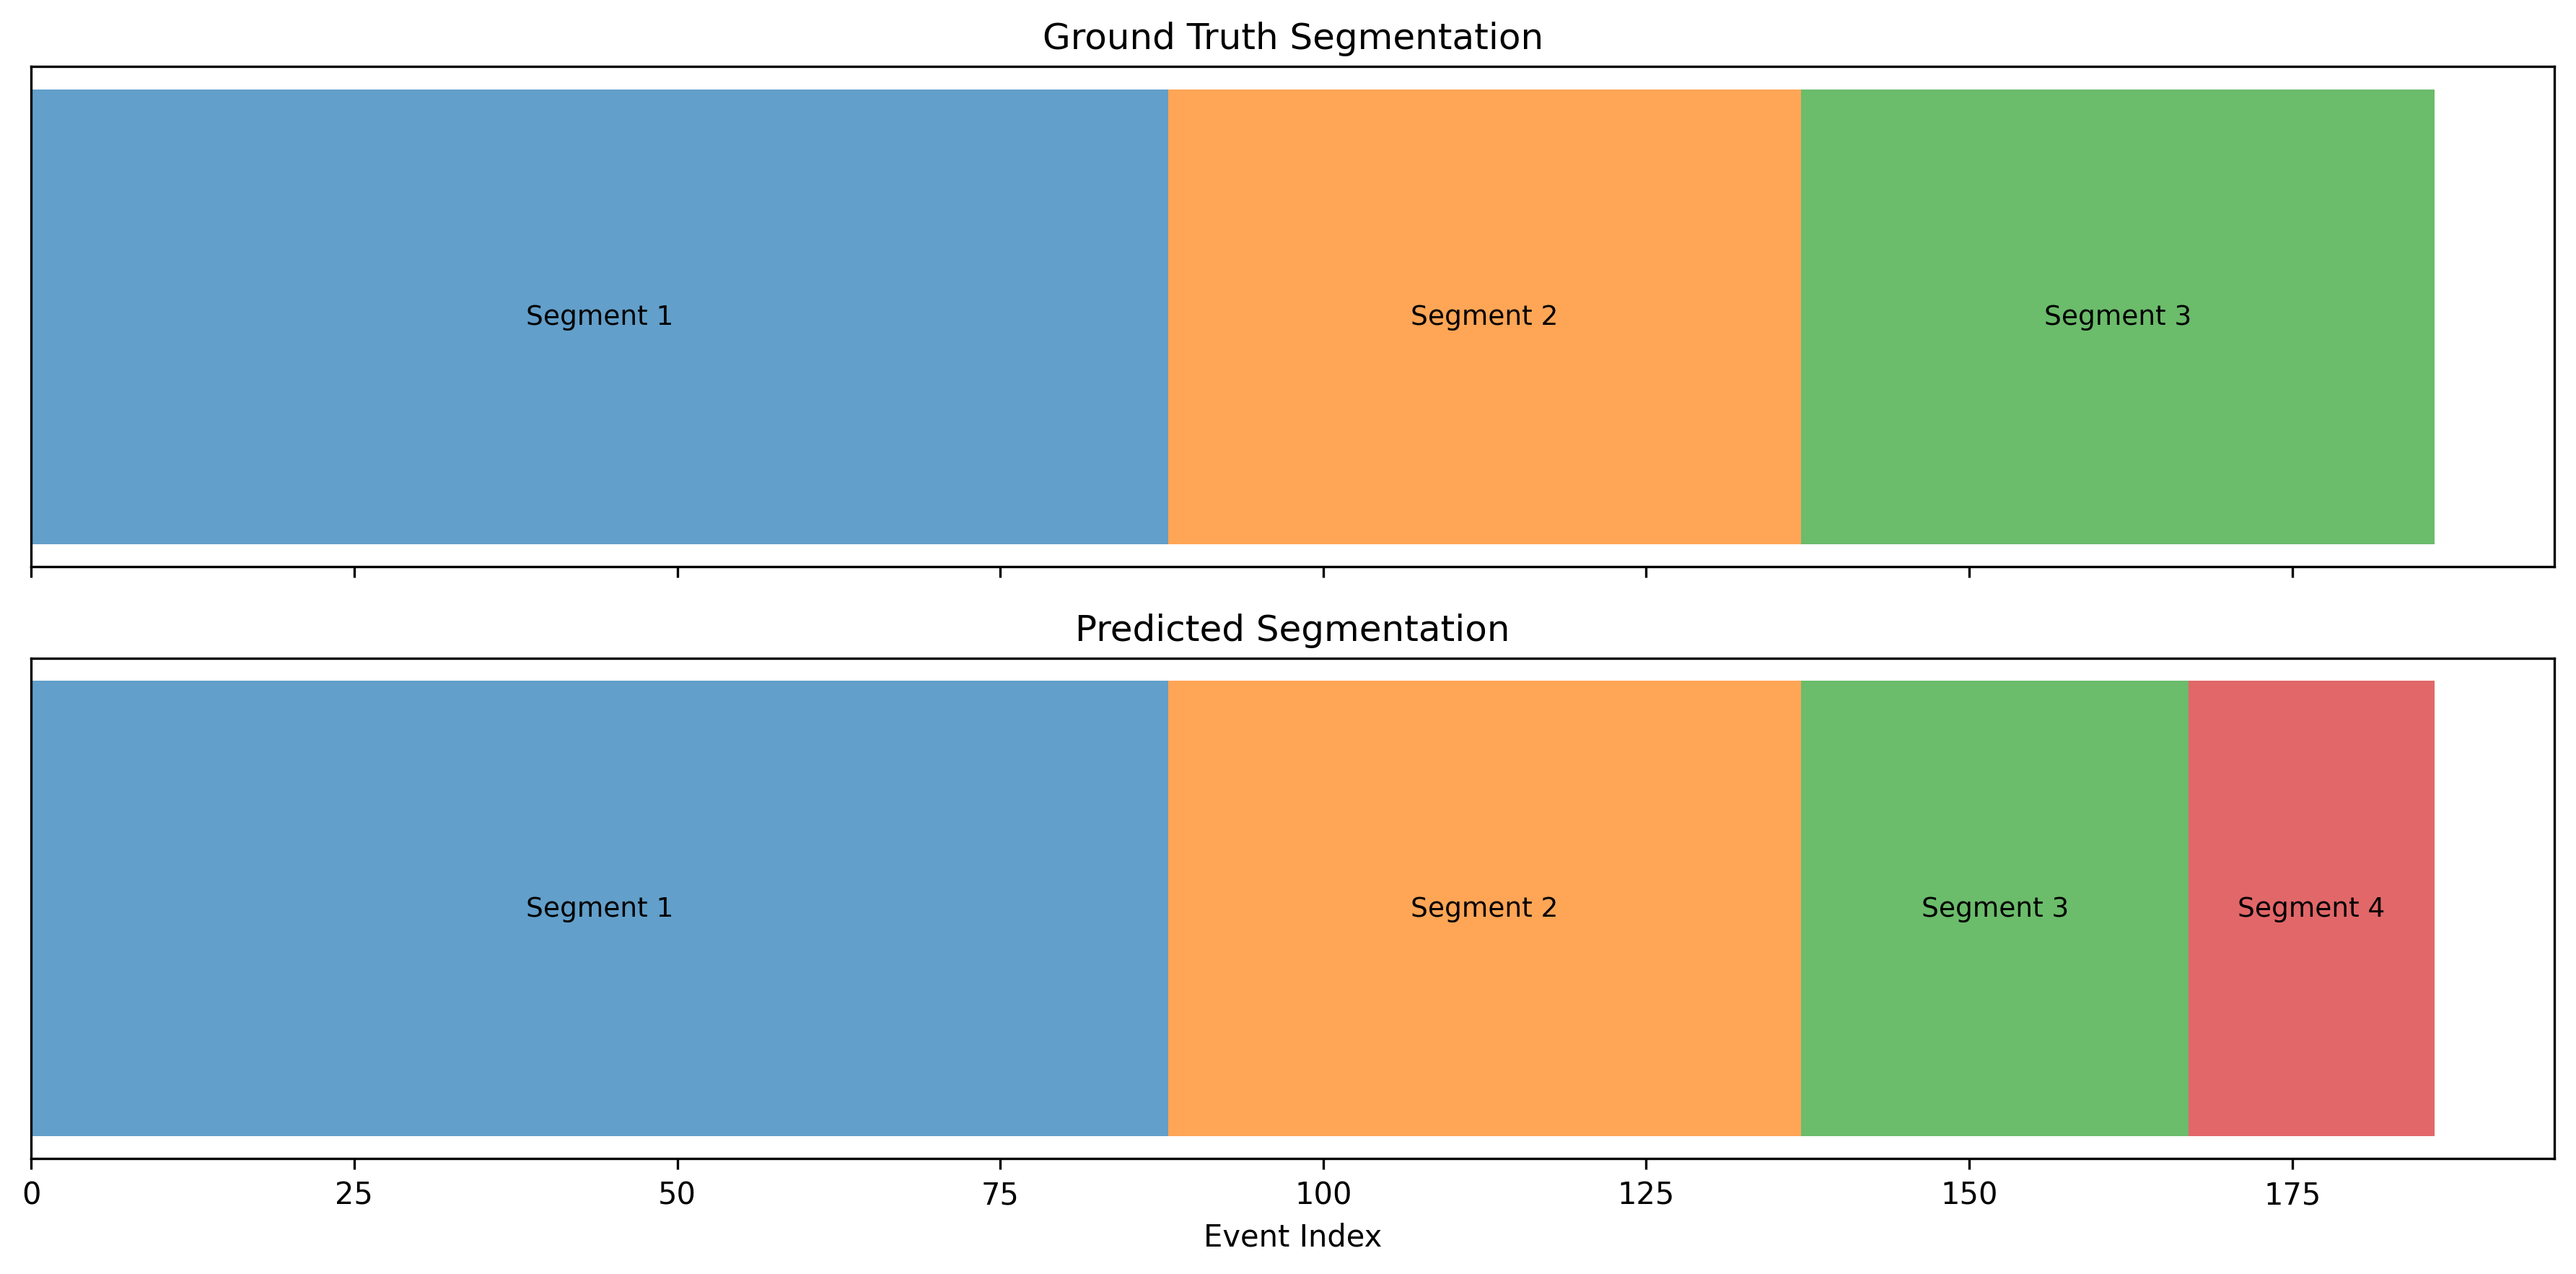 Ground Truth Segmentation
Segment 1 Segment 2 Segment 3
Predicted Segmentation
Segment 1 Segment 2 Segment 3 Segment 4
0 25 50 75 100 125 150 175
Event Index